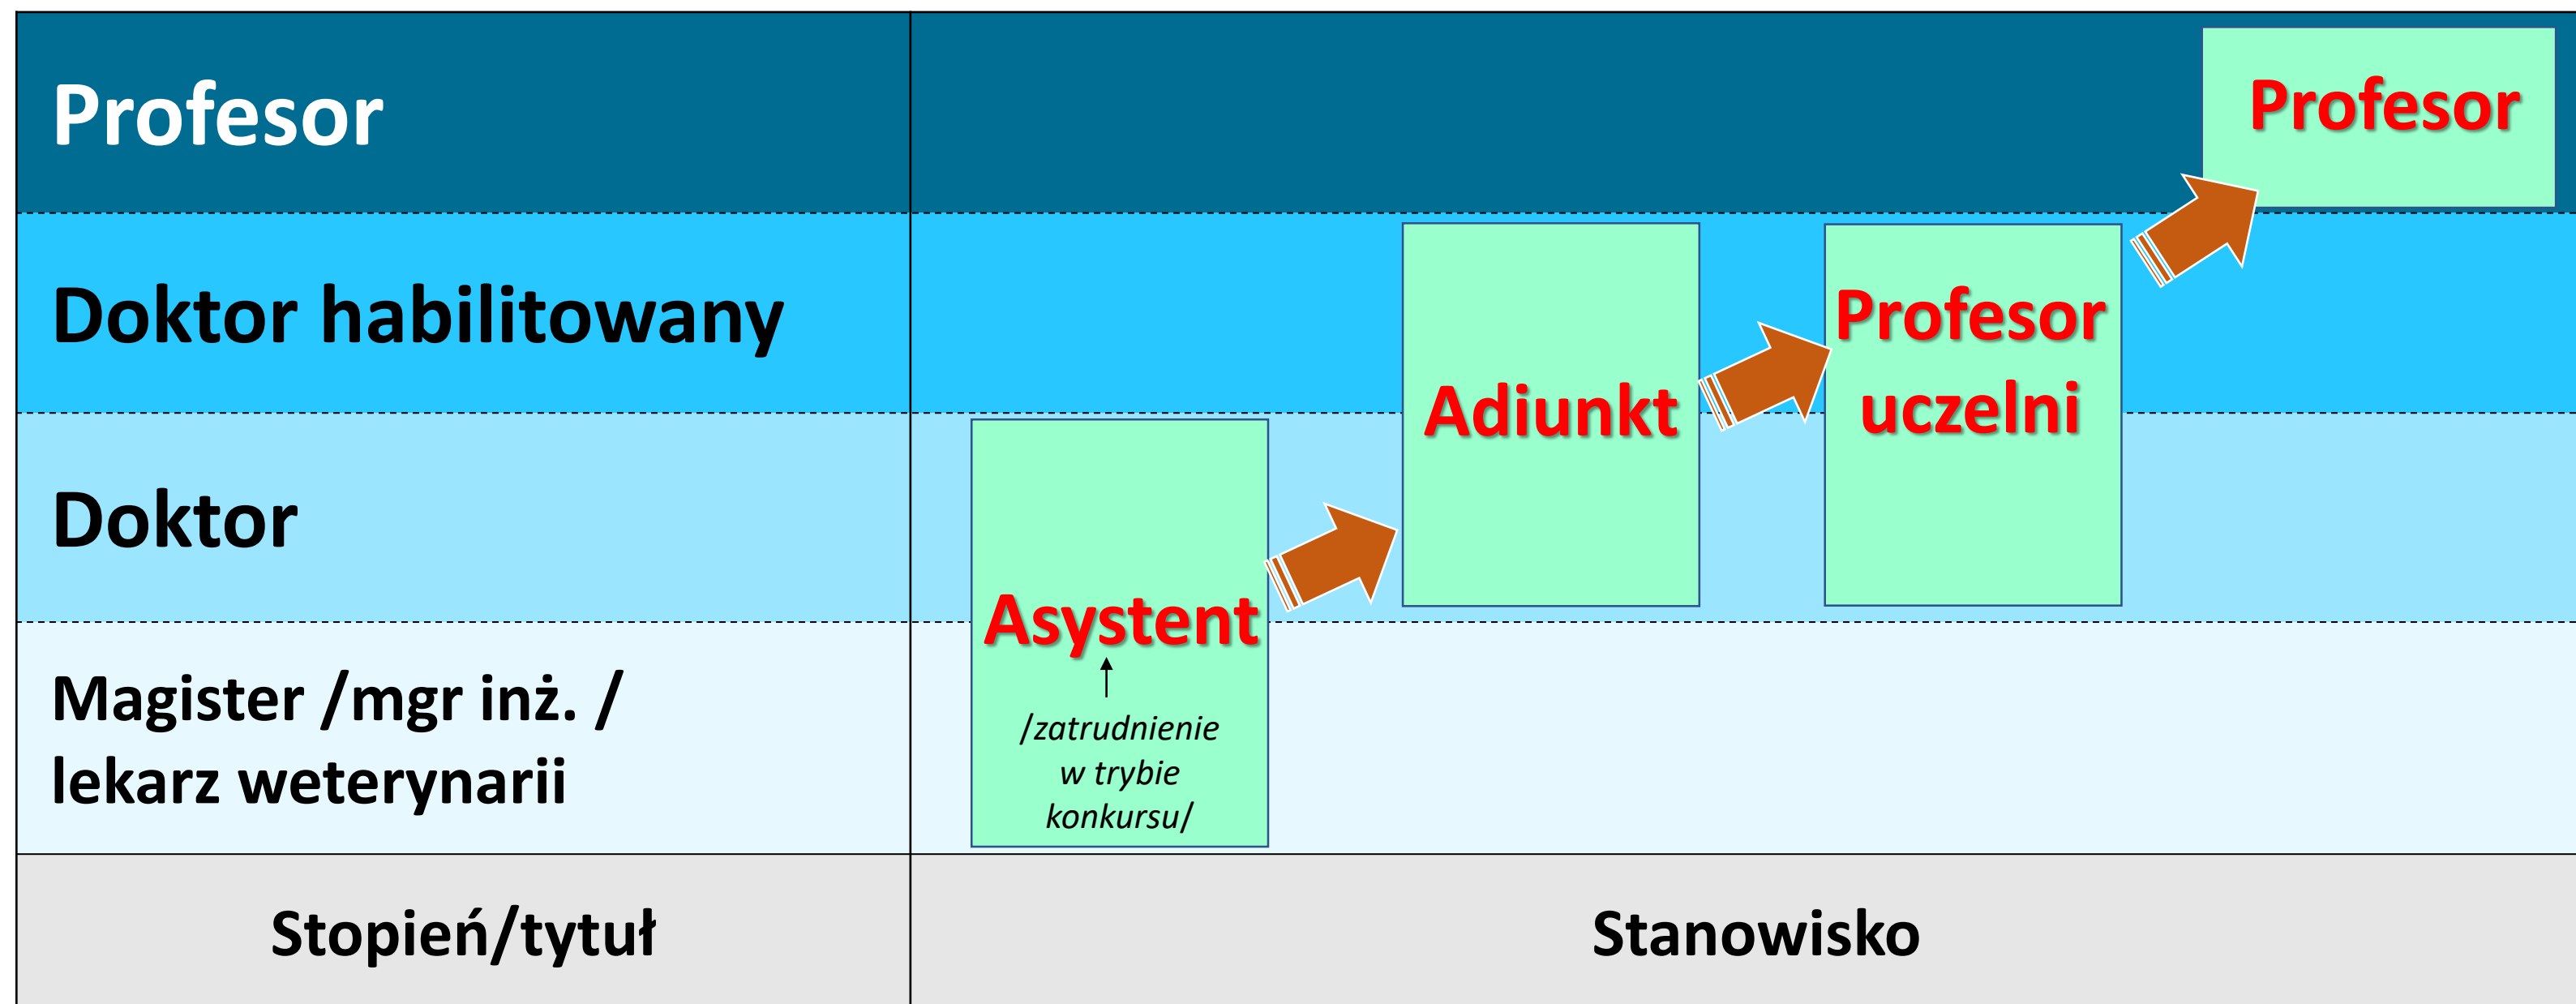 Profesor
Profesor
Doktor habilitowany
Profesor
uczelni
Adiunkt
Doktor
Asystent
Magister /mgr inż. /
lekarz weterynarii
/zatrudnienie
w trybie
konkursu/
Stopień/tytuł
Stanowisko